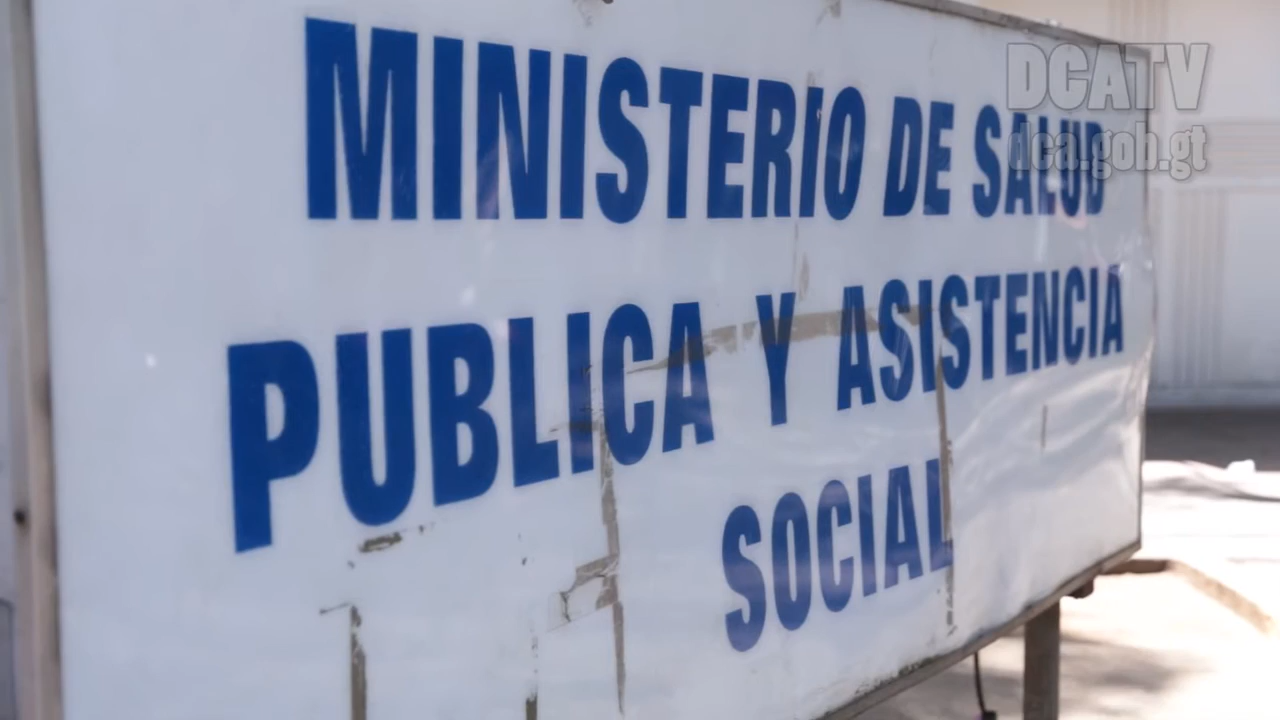 DCATV
dca.gob.gt
MINISTERIO DE SALUD
PUBLICA Y ASISTENCIA
SOCIAL